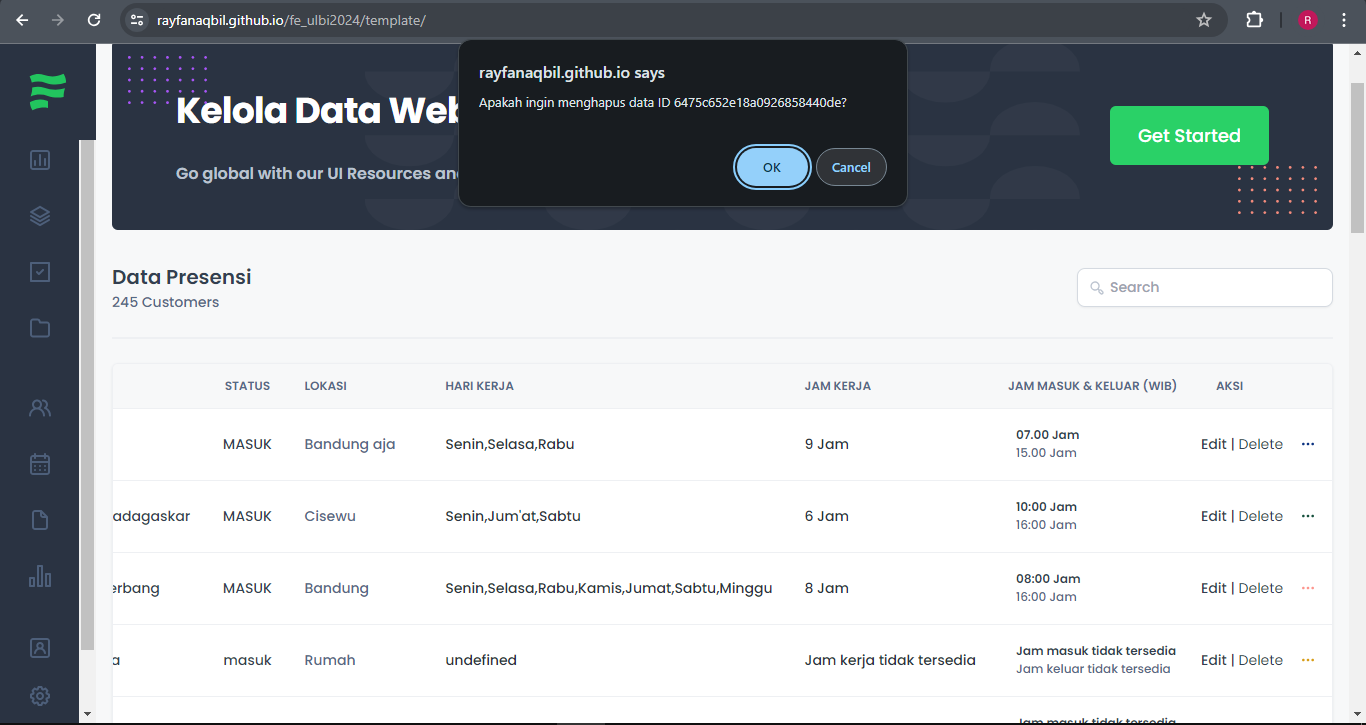 rayfanaqbil.github.io/fe_ulbi2024/template/
R
rayfanaqbil.github.io says
Apakah ingin menghapus data ID 6475c652e18a0926858440de?
OK
Cancel
Kelola Data Web
Go global with our UI Resources an
Get Started
Data Presensi
245 Customers
Search
STATUS LOKASI HARI KERJA JAM KERJA JAM MASUK & KELUAR (WIB) AKSI
MASUK Bandung aja Senin,Selasa,Rabu 9 Jam 07.00 Jam Edit | Delete ...
15.00 Jam
adagaskar MASUK Cisewu Senin,Jum'at,Sabtu 6 Jam 10:00 Jam Edit | Delete ...
16:00 Jam
erbang MASUK Bandung Senin,Selasa,Rabu,Kamis,Jumat,Sabtu,Minggu 8 Jam 08:00 Jam Edit | Delete ...
16:00 Jam
a masuk Rumah undefined Jam kerja tidak tersedia Jam masuk tidak tersedia Edit | Delete ...
Jam keluar tidak tersedia
Jam masuk tidak tersedia